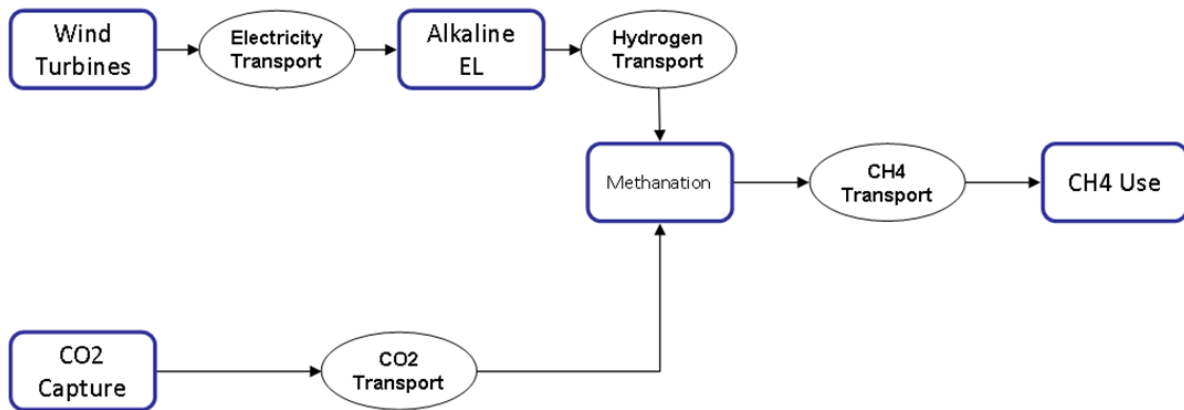 Wind
Turbines
Electricity
Transport
Alkaline
EL
Hydrogen
Transport
Methanation
CH4
Transport
CH4 Use
CO2
Capture
CO2
Transport